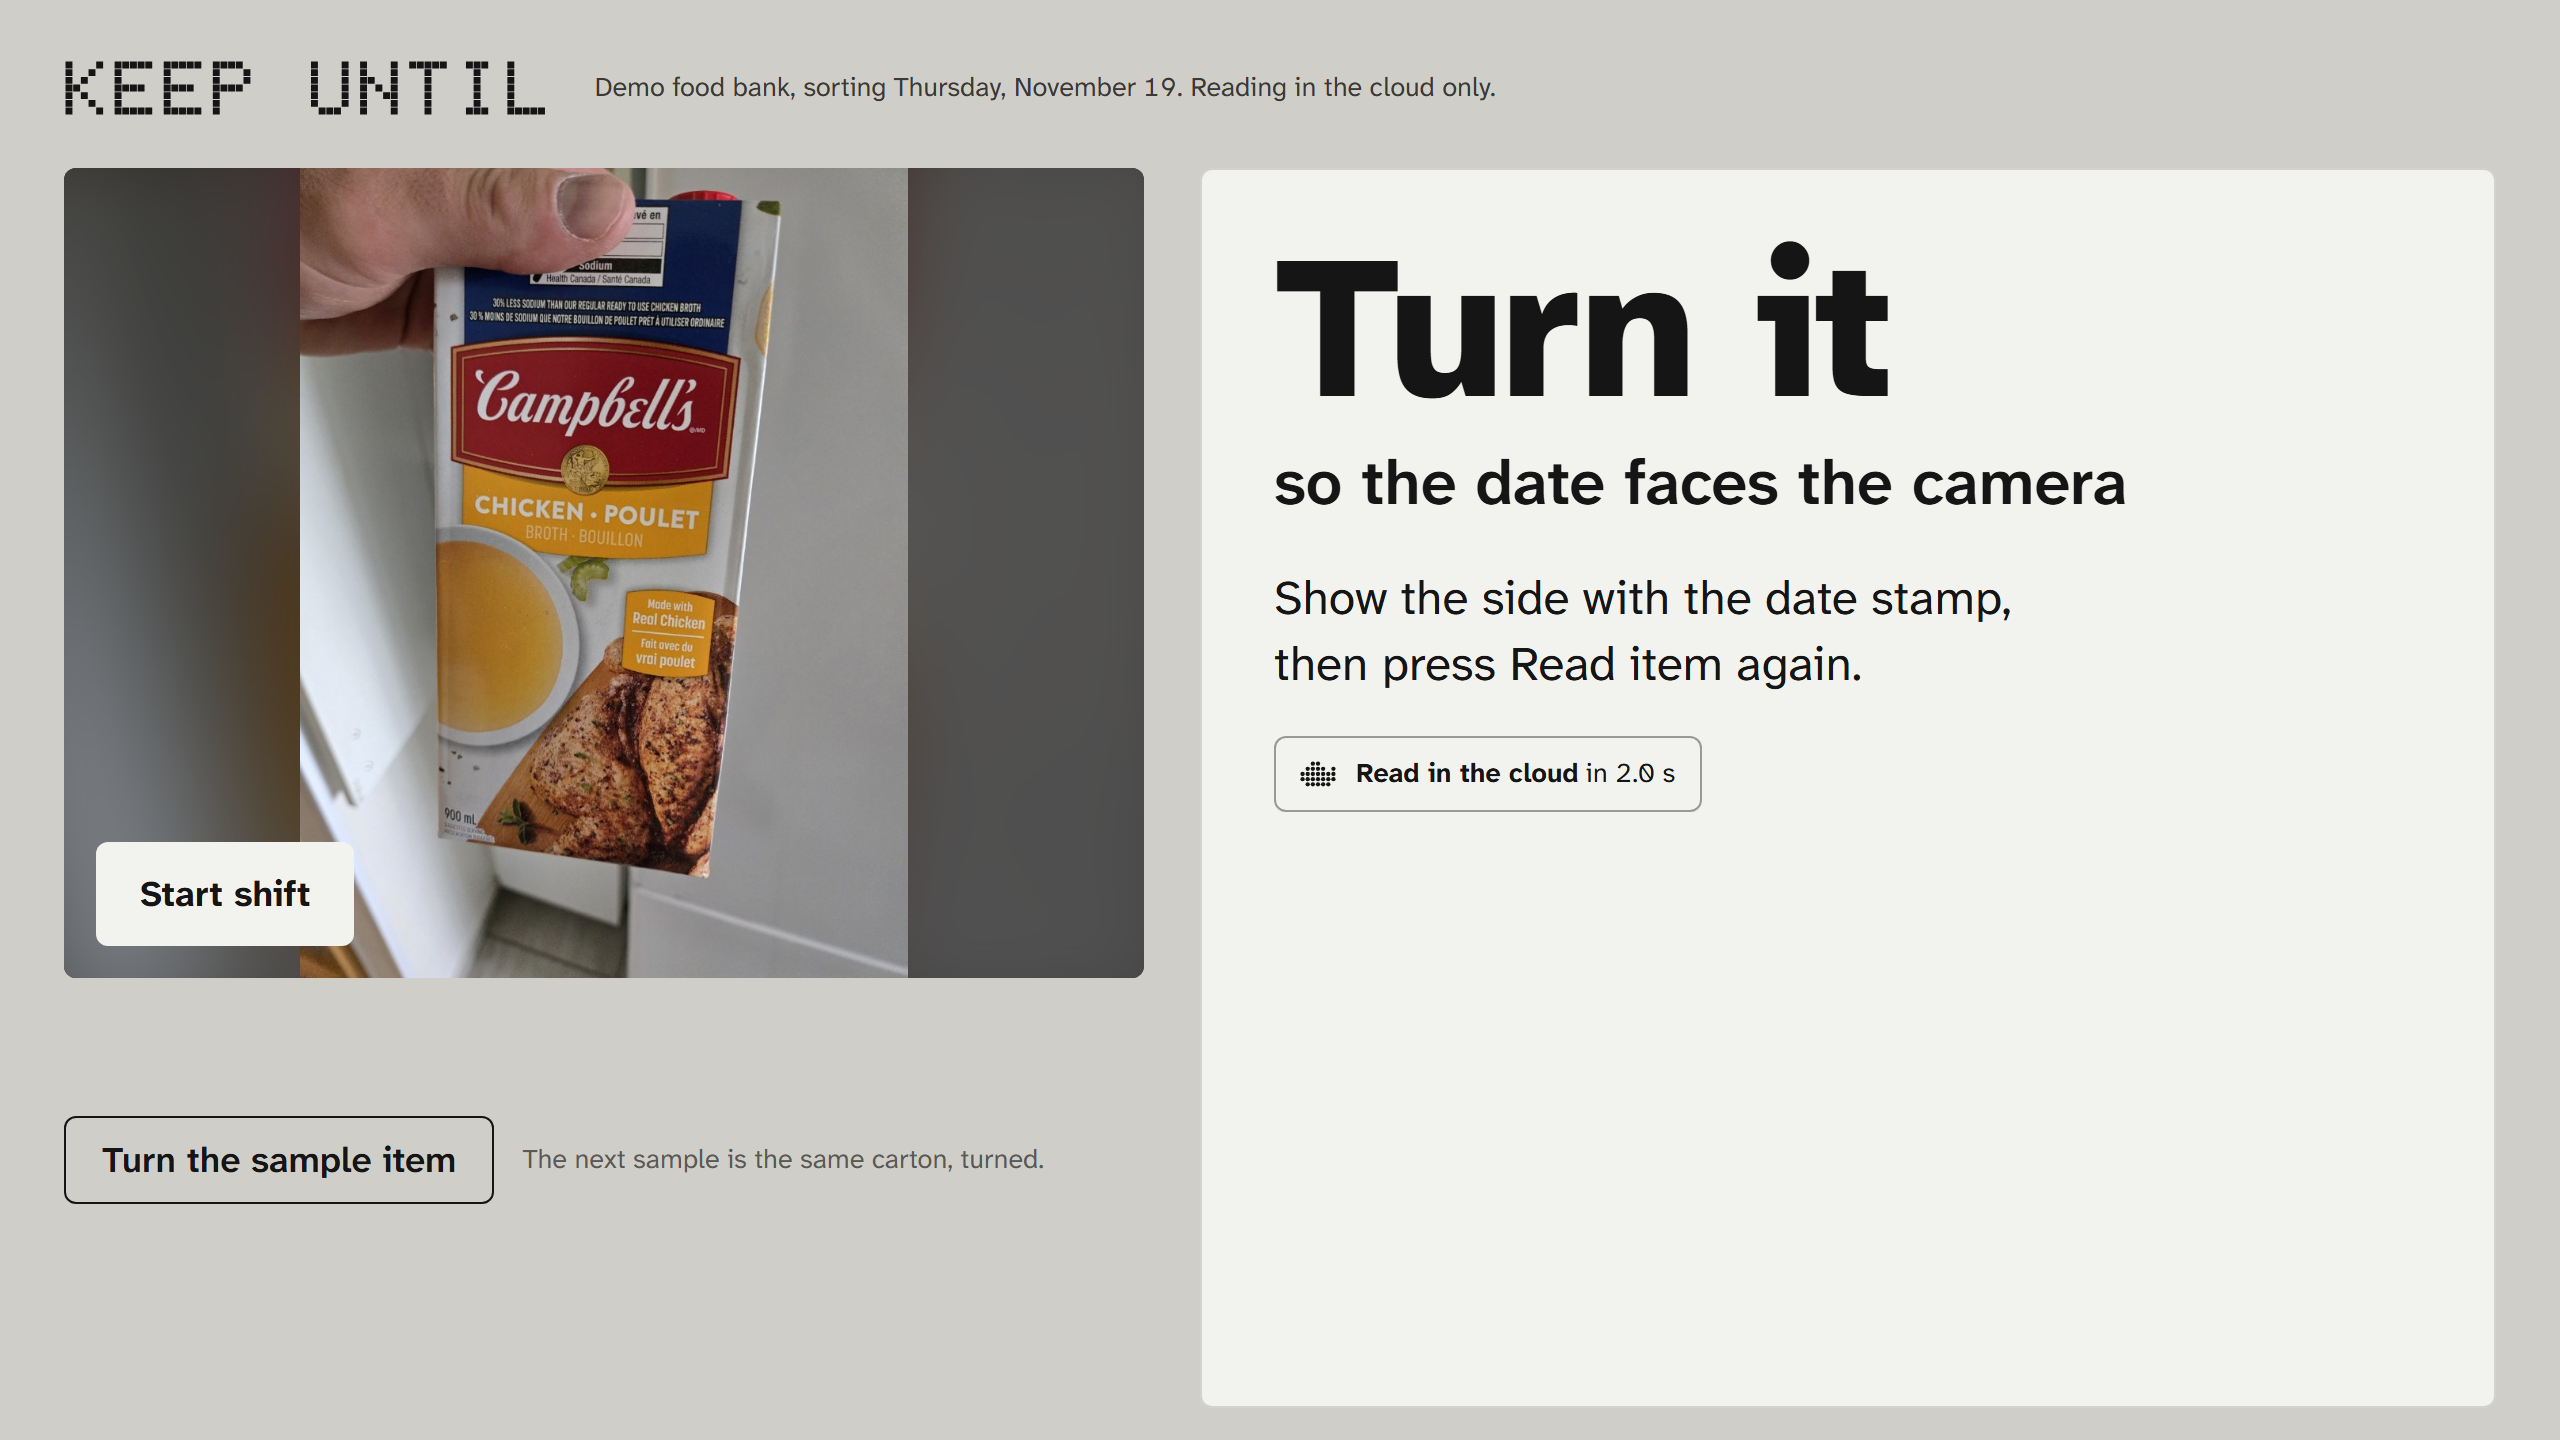 KEEP UNTIL
Demo food bank, sorting Thursday, November 19. Reading in the cloud only.
vé en
Sodium
Health Canada / Santé Canada
30% LESS SODIUM THAN OUR REGULAR READY TO USE CHICKEN BROTH
30 % MOINS DE SODIUM QUE NOTRE BOUILLON DE POULET PRÊT À UTILISER ORDINAIRE
Campbell's
CHICKEN · POULET
BROTH · BOUILLON
Made with
Real Chicken
Fait avec du
vrai poulet
900 mL
Start shift
Turn the sample item
The next sample is the same carton, turned.
Turn it
so the date faces the camera
Show the side with the date stamp,
then press Read item again.
Read in the cloud in 2.0 s